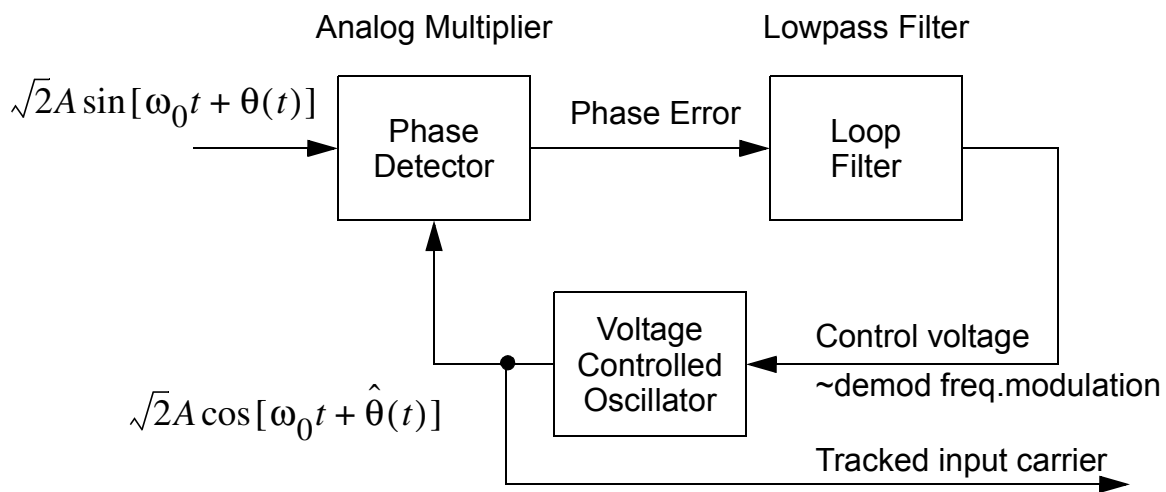 Analog Multiplier
Lowpass Filter
√2A sin[ω₀t + θ(t)]
Phase
Detector
Phase Error
Loop
Filter
Voltage
Controlled
Oscillator
Control voltage
~demod freq.modulation
√2A cos[ω₀t + θ̂(t)]
Tracked input carrier